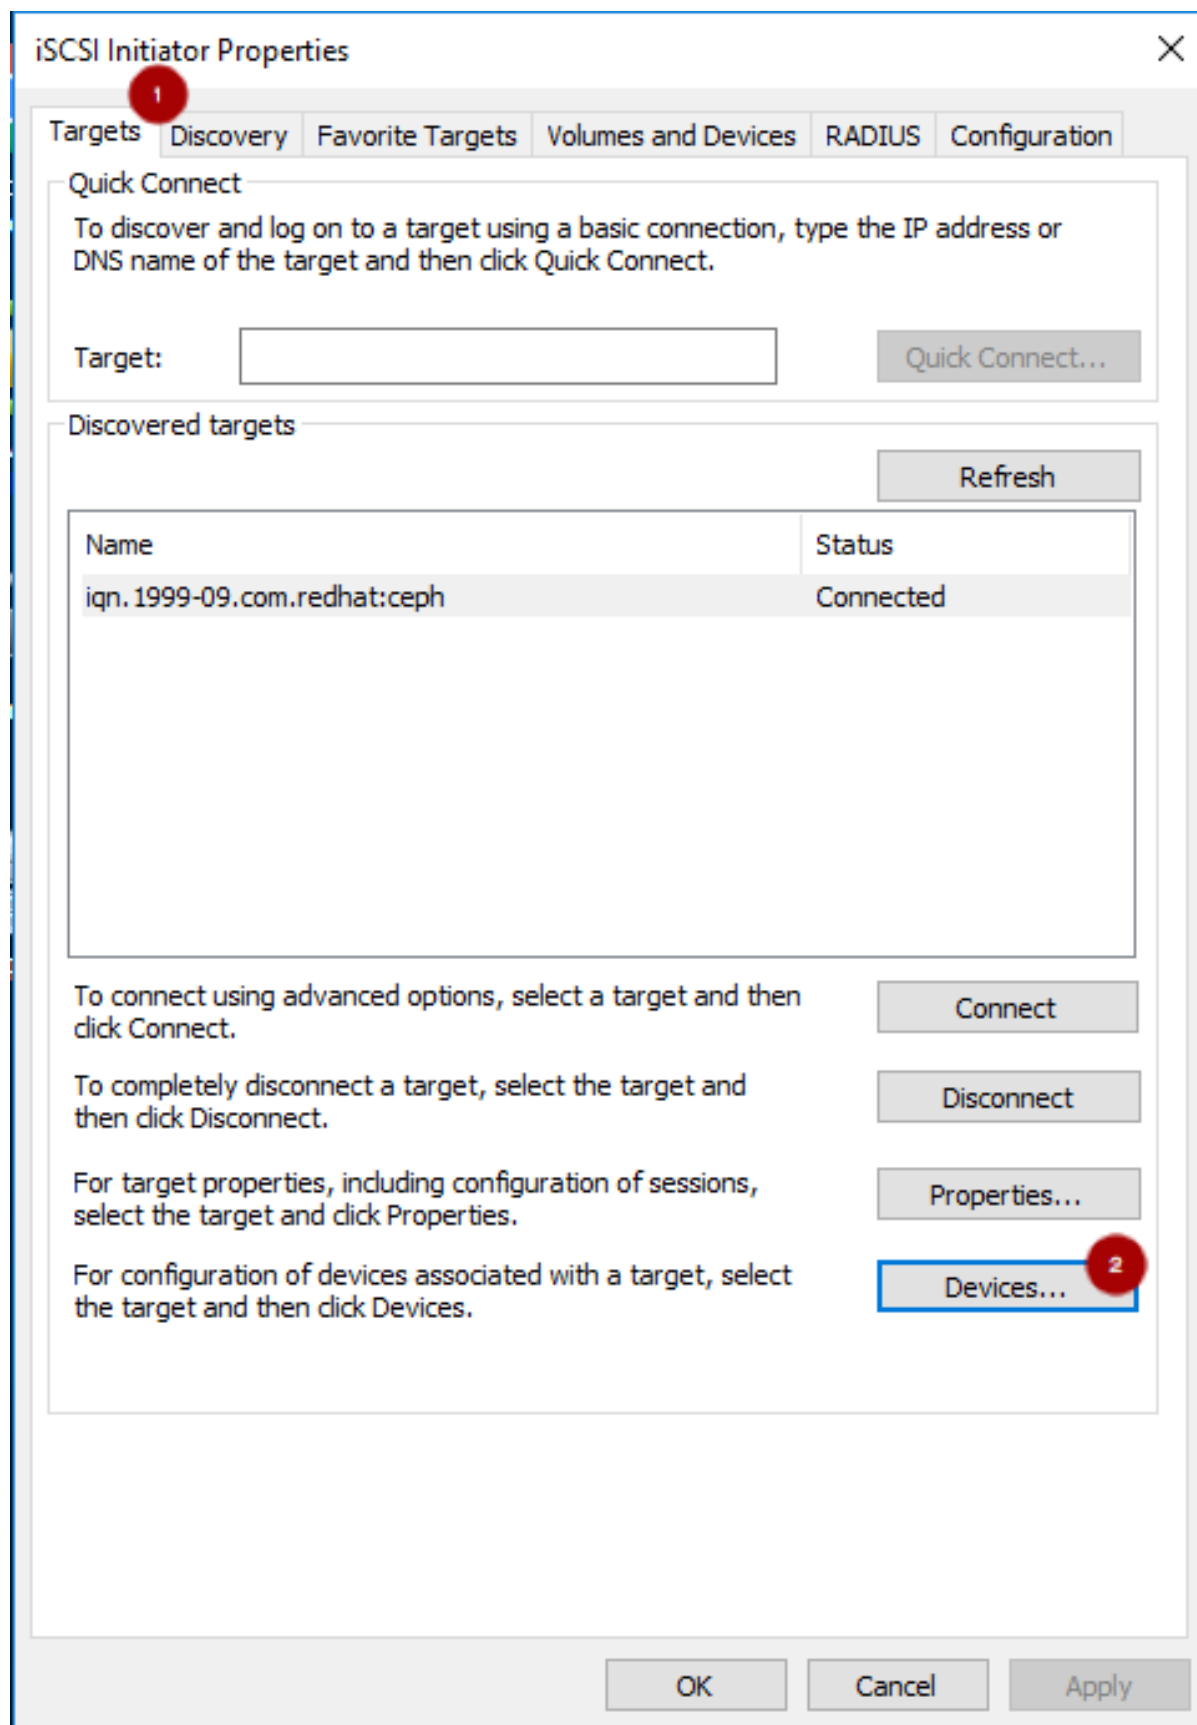 iSCSI Initiator Properties
1
Targets Discovery Favorite Targets Volumes and Devices RADIUS Configuration
Quick Connect
To discover and log on to a target using a basic connection, type the IP address or
DNS name of the target and then click Quick Connect.
Target: Quick Connect...
Discovered targets
Refresh
Name Status
iqn.1999-09.com.redhat:ceph Connected
To connect using advanced options, select a target and then
click Connect.
Connect
To completely disconnect a target, select the target and
then click Disconnect.
Disconnect
For target properties, including configuration of sessions,
select the target and click Properties.
Properties...
For configuration of devices associated with a target, select
the target and then click Devices.
Devices...
2
OK Cancel Apply